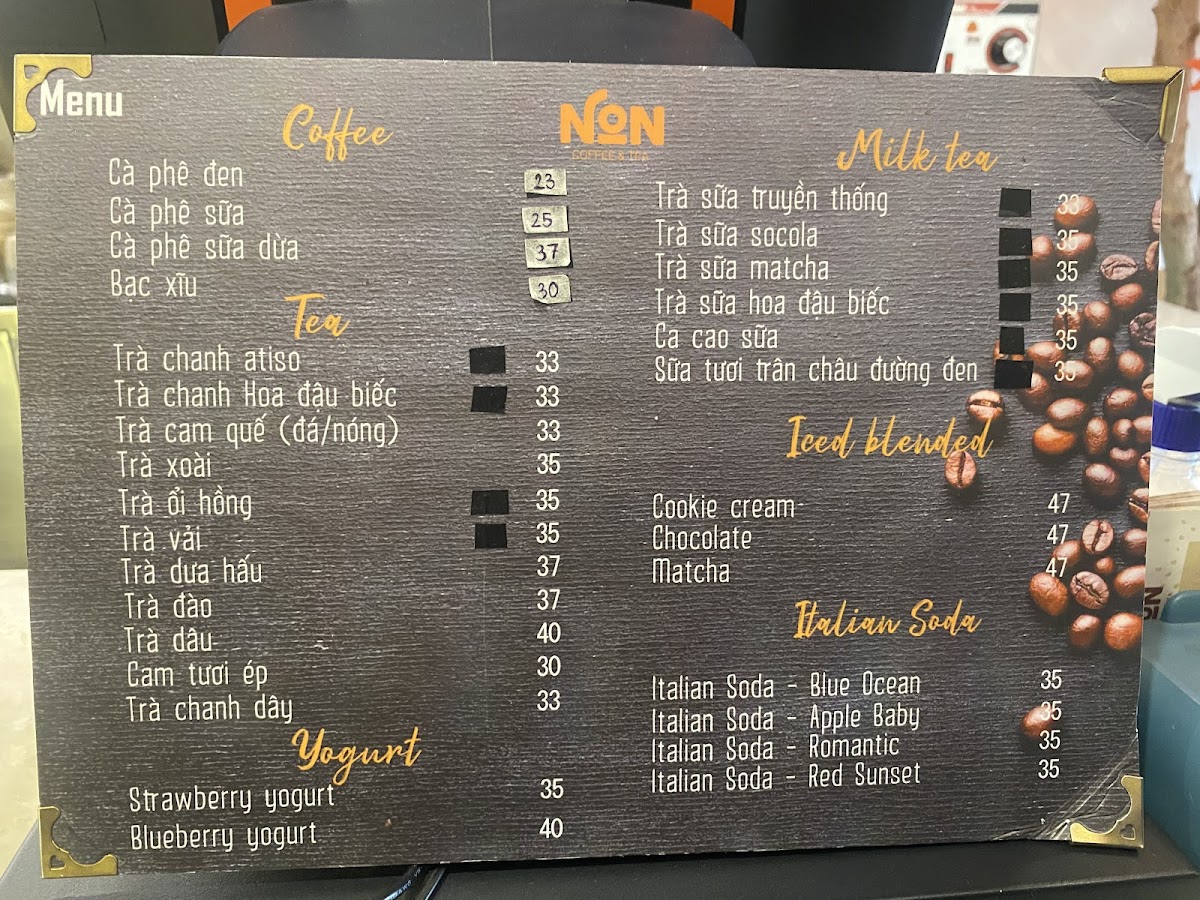 Menu
NON
COFFEE & TEA
Coffee
Cà phê đen 23
Cà phê sữa 25
Cà phê sữa dừa 37
Bạc xĩu 30
Tea
Trà chanh atiso 33
Trà chanh Hoa đậu biếc 33
Trà cam quế (đá/nóng) 33
Trà xoài 35
Trà ổi hồng 35
Trà vải 35
Trà dưa hấu 37
Trà đào 37
Trà dâu 40
Cam tươi ép 30
Trà chanh dây 33
Yogurt
Strawberry yogurt 35
Blueberry yogurt 40
Milk tea
Trà sữa truyền thống 33
Trà sữa socola 35
Trà sữa matcha 35
Trà sữa hoa đậu biếc 35
Ca cao sữa 35
Sữa tươi trân châu đường đen 35
Iced blended
Cookie cream 47
Chocolate 47
Matcha 47
Italian Soda
Italian Soda - Blue Ocean 35
Italian Soda - Apple Baby 35
Italian Soda - Romantic 35
Italian Soda - Red Sunset 35